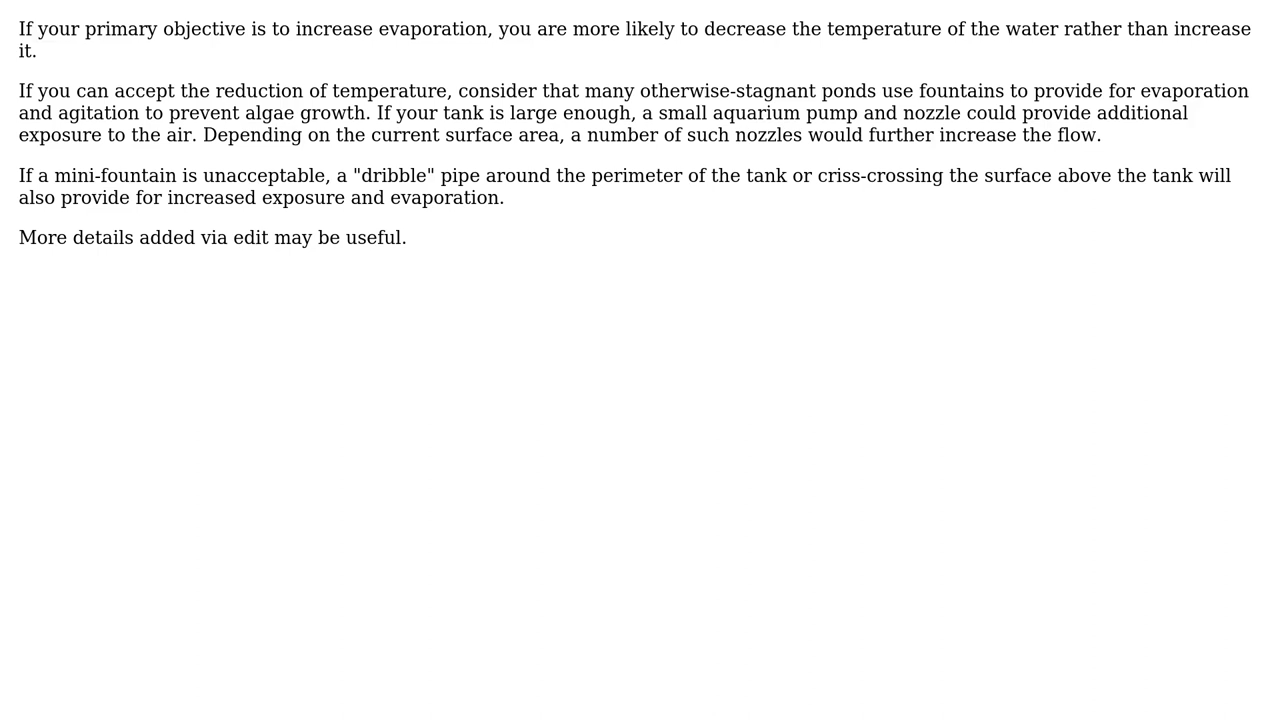 If your primary objective is to increase evaporation, you are more likely to decrease the temperature of the water rather than increase
it.
If you can accept the reduction of temperature, consider that many otherwise-stagnant ponds use fountains to provide for evaporation
and agitation to prevent algae growth. If your tank is large enough, a small aquarium pump and nozzle could provide additional
exposure to the air. Depending on the current surface area, a number of such nozzles would further increase the flow.
If a mini-fountain is unacceptable, a "dribble" pipe around the perimeter of the tank or criss-crossing the surface above the tank will
also provide for increased exposure and evaporation.
More details added via edit may be useful.